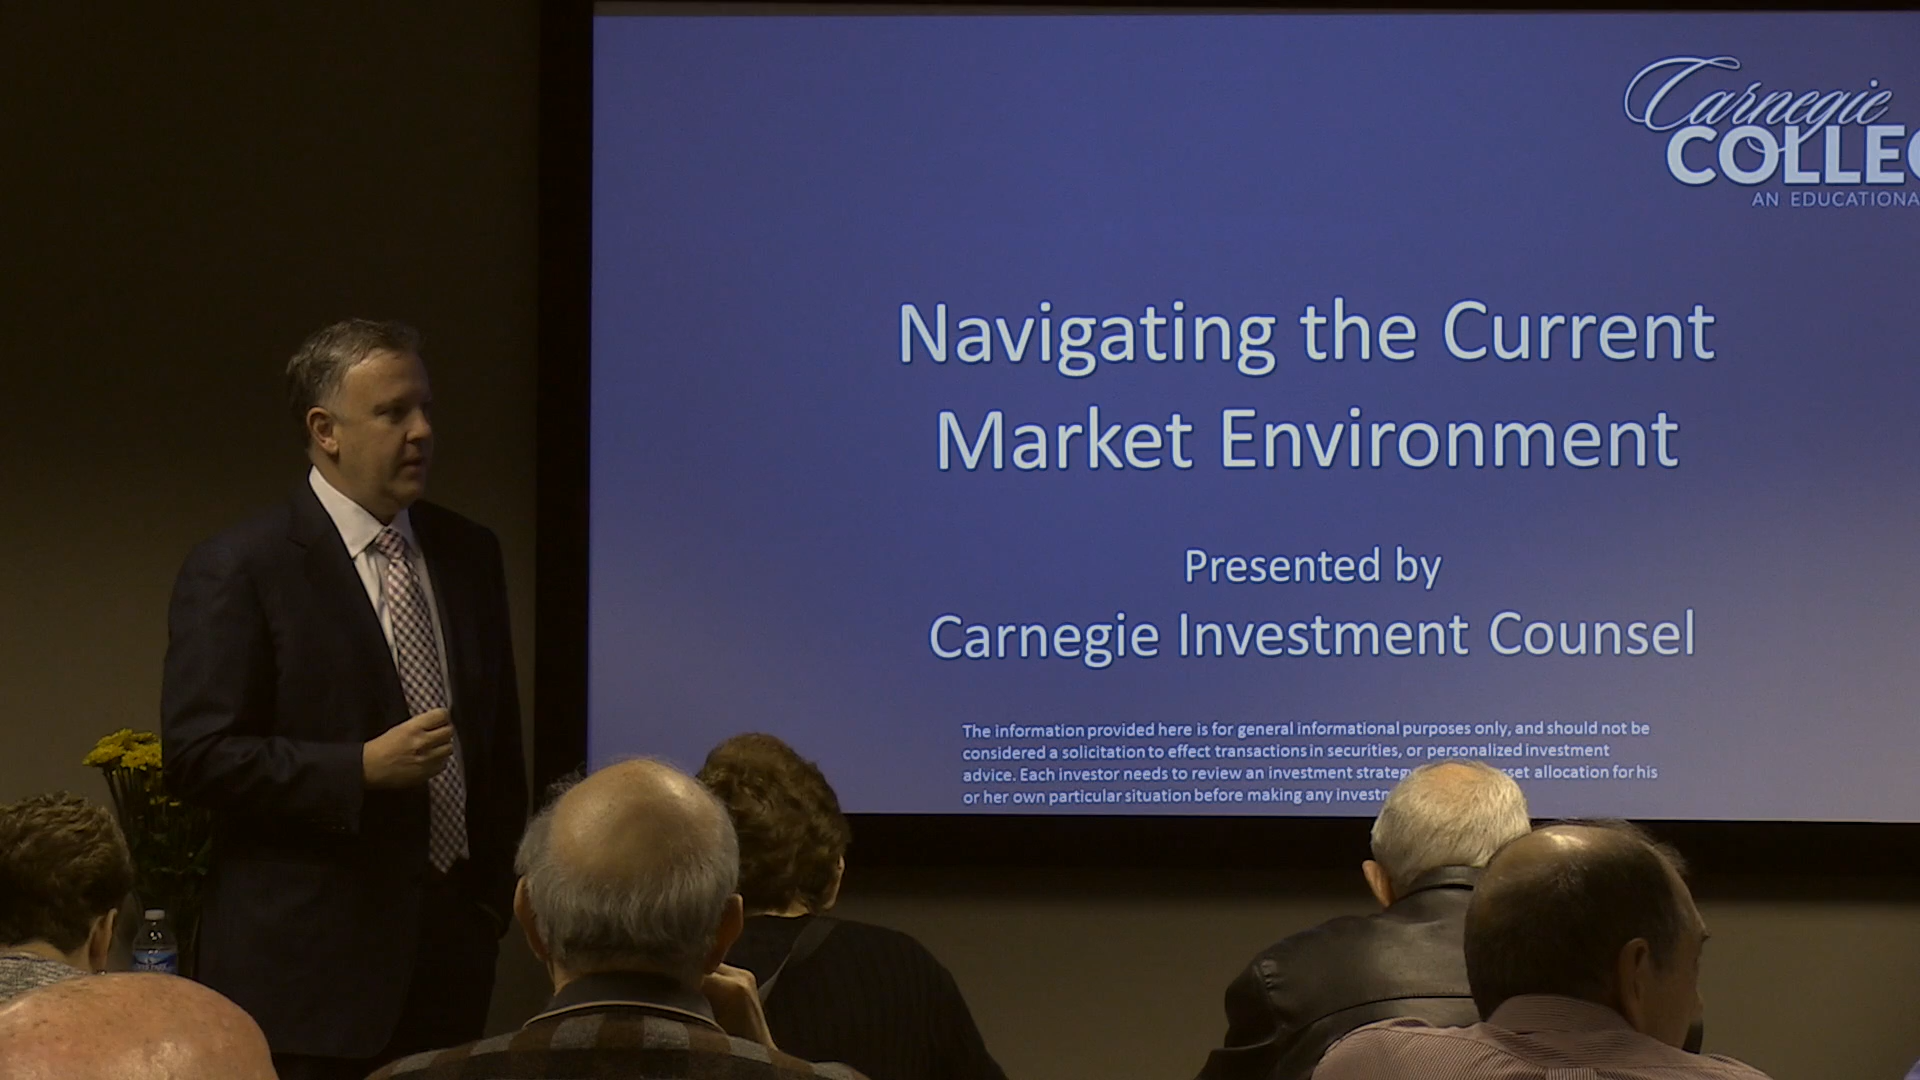 Carnegie
COLLEG
AN EDUCATIONA
Navigating the Current
Market Environment
Presented by
Carnegie Investment Counsel
The information provided here is for general informational purposes only, and should not be
considered a solicitation to effect transactions in securities, or personalized investment
advice. Each investor needs to review an investment strateg sset allocation for his
or her own particular situation before making any investm